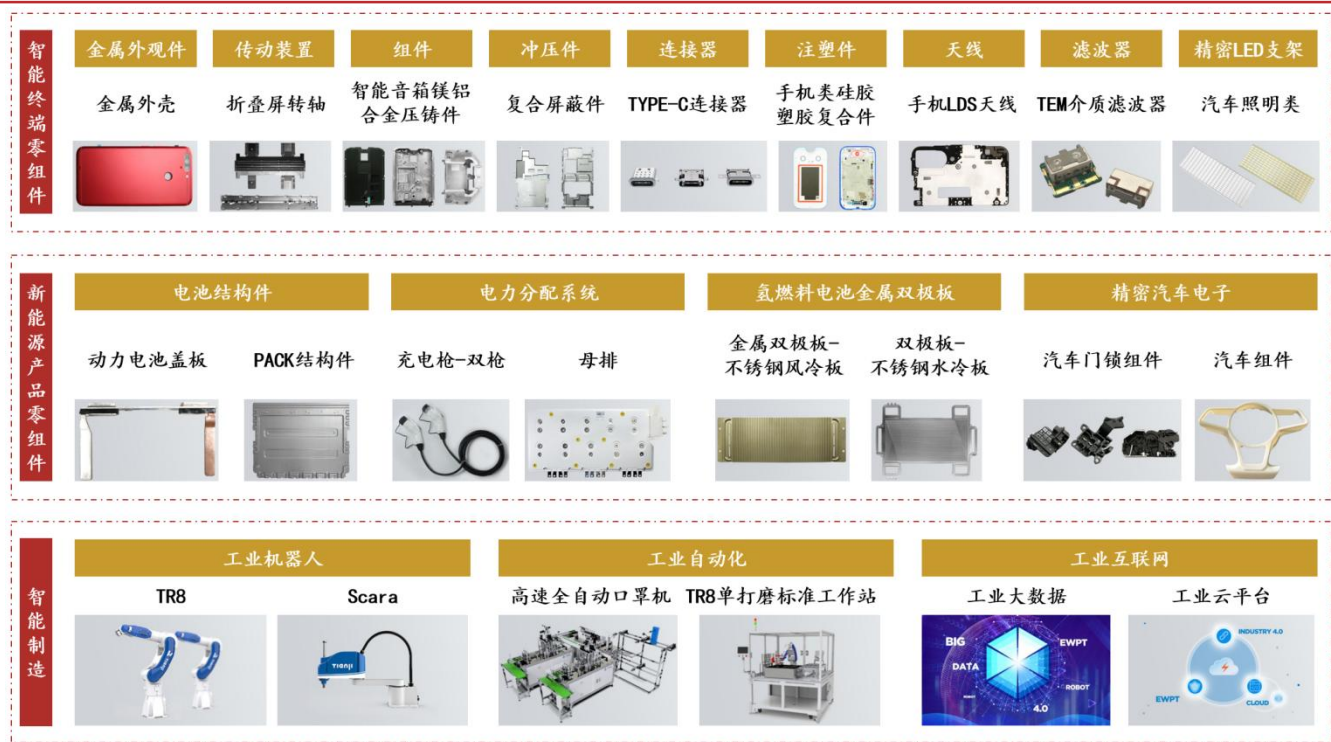 智能终端零组件
金属外观件
传动装置
组件
冲压件
连接器
注塑件
天线
滤波器
精密LED支架
金属外壳
折叠屏转轴
智能音箱镁铝
合金压铸件
复合屏蔽件
TYPE-C连接器
手机类硅胶
塑胶复合件
手机LDS天线
TEM介质滤波器
汽车照明类
新能源产品零组件
电池结构件
电力分配系统
氢燃料电池金属双极板
精密汽车电子
动力电池盖板
PACK结构件
充电枪-双枪
母排
金属双极板-
不锈钢风冷板
双极板-
不锈钢水冷板
汽车门锁组件
汽车组件
智能制造
工业机器人
工业自动化
工业互联网
TR8
Scara
高速全自动口罩机
TR8单打磨标准工作站
工业大数据
工业云平台
TIANJI
BIG
DATA
EWPT
ROBOT
ROBOT
4.0
INDUSTRY 4.0
EWPT
CLOUD